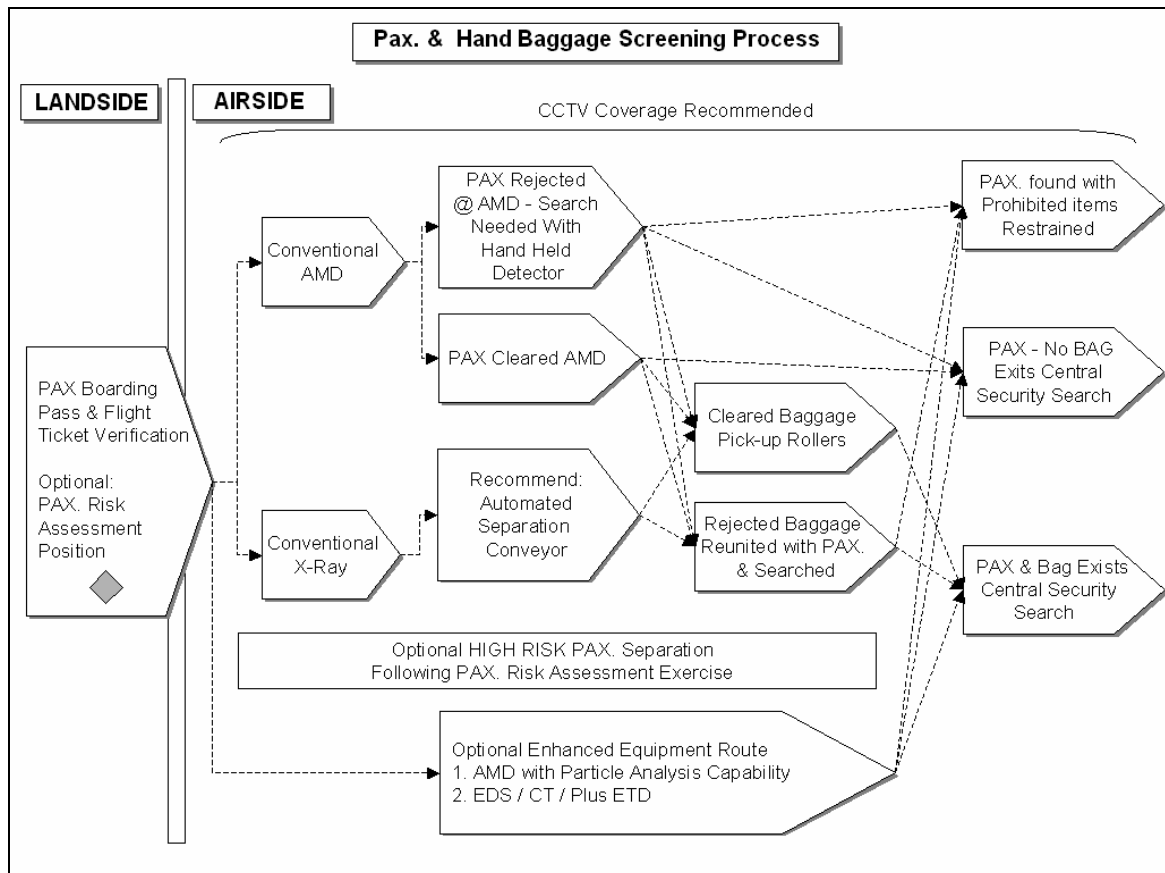 Pax. & Hand Baggage Screening Process
LANDSIDE
AIRSIDE
CCTV Coverage Recommended
PAX Rejected
@ AMD - Search
Needed With
Hand Held
Detector
PAX. found with
Prohibited items
Restrained
Conventional
AMD
PAX Cleared AMD
PAX - No BAG
Exits Central
Security Search
PAX Boarding
Pass & Flight
Ticket Verification
Optional:
PAX. Risk
Assessment
Position
Cleared Baggage
Pick-up Rollers
Recommend:
Automated
Separation
Conveyor
Conventional
X-Ray
Rejected Baggage
Reunited with PAX.
& Searched
PAX & Bag Exists
Central Security
Search
Optional HIGH RISK PAX. Separation
Following PAX. Risk Assessment Exercise
Optional Enhanced Equipment Route
1. AMD with Particle Analysis Capability
2. EDS / CT / Plus ETD